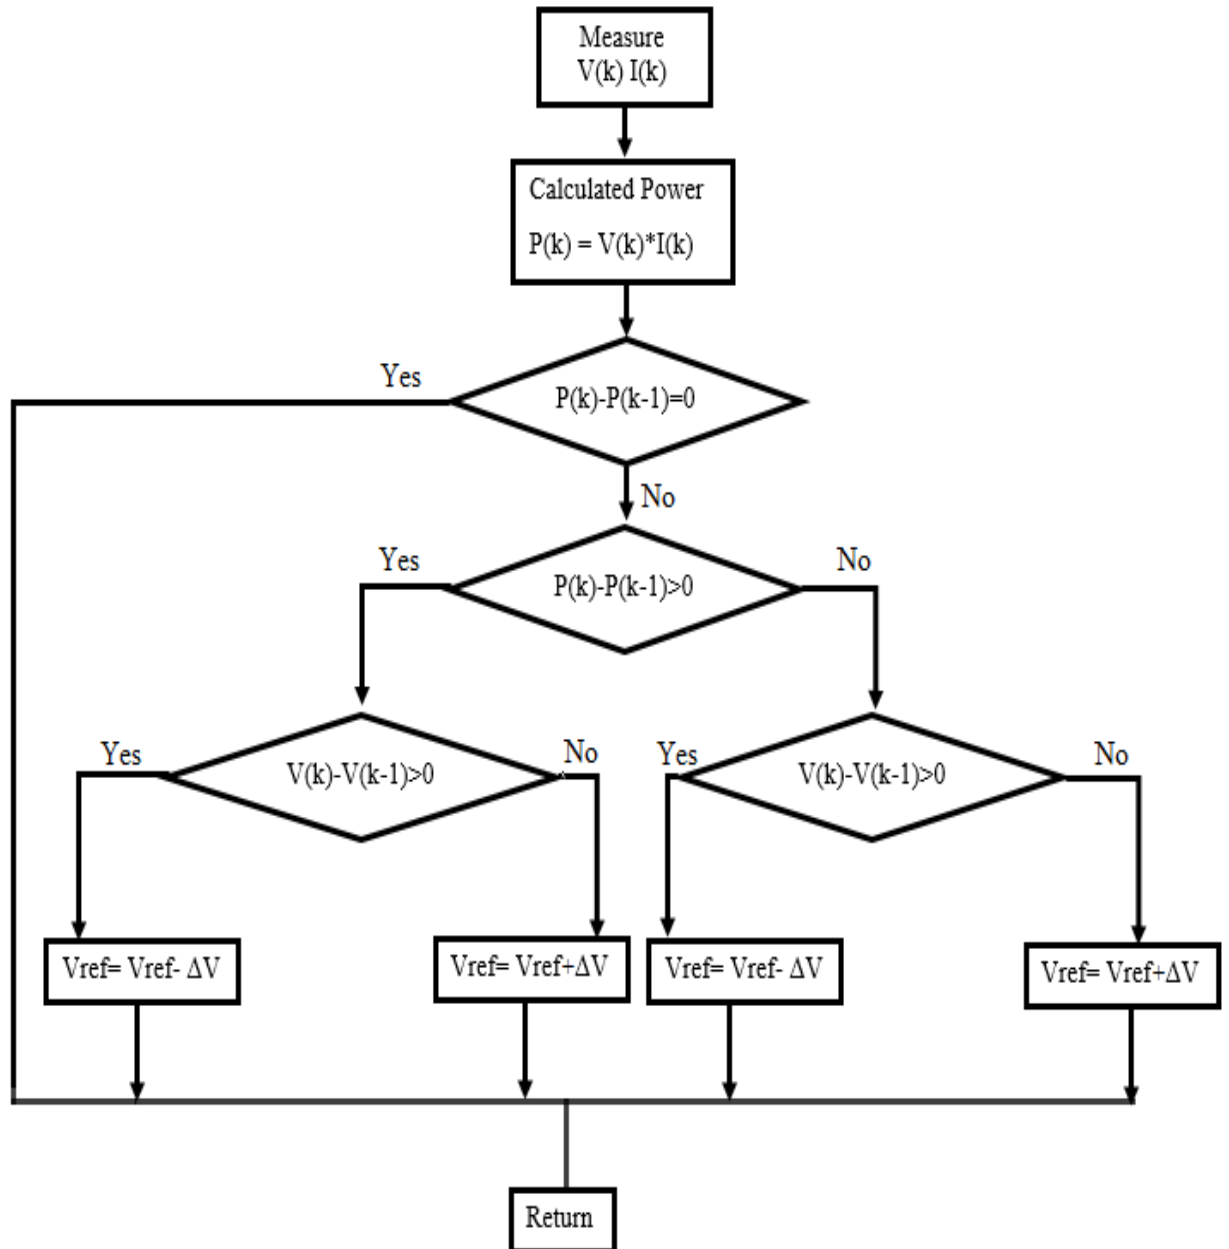 Measure
V(k) I(k)
Calculated Power
P(k) = V(k)*I(k)
Yes
P(k)-P(k-1)=0
No
Yes
P(k)-P(k-1)>0
No
Yes
V(k)-V(k-1)>0
No
Yes
V(k)-V(k-1)>0
No
Vref= Vref- ΔV
Vref= Vref+ΔV
Vref= Vref- ΔV
Vref= Vref+ΔV
Return